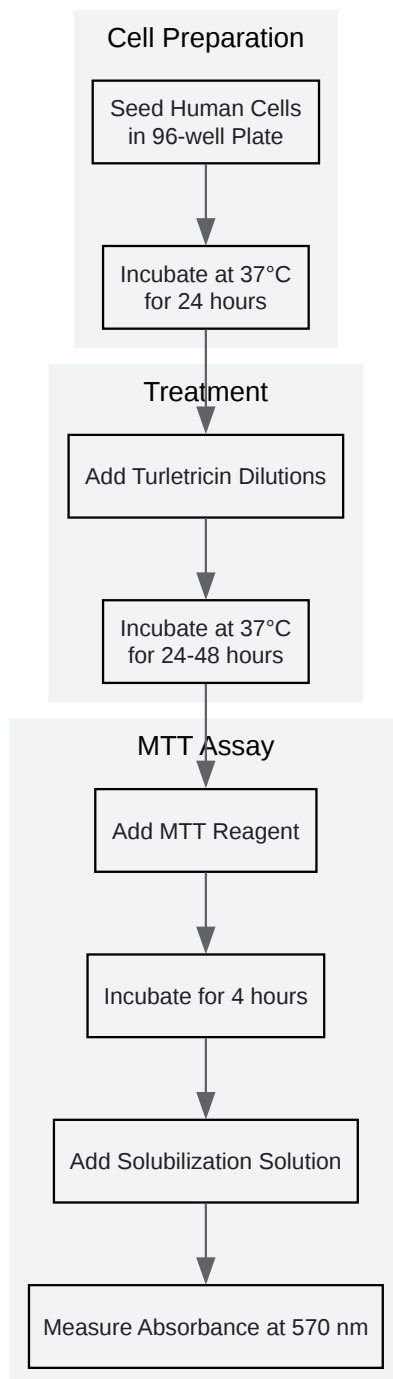 Cell Preparation
Seed Human Cells
in 96-well Plate
Incubate at 37°C
for 24 hours
Treatment
Add Turletricin Dilutions
Incubate at 37°C
for 24-48 hours
MTT Assay
Add MTT Reagent
Incubate for 4 hours
Add Solubilization Solution
Measure Absorbance at 570 nm